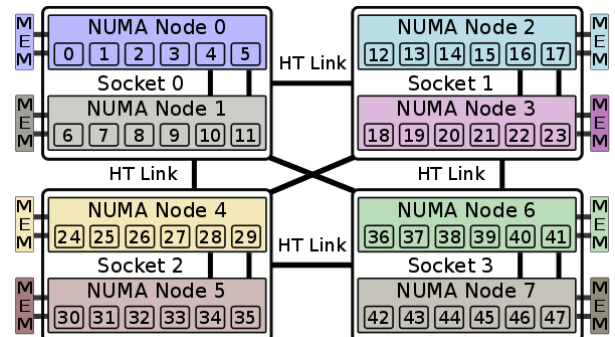 MEM
NUMA Node 0
0 1 2 3 4 5
Socket 0
MEM
NUMA Node 1
6 7 8 9 10 11
HT Link
NUMA Node 2
12 13 14 15 16 17
MEM
Socket 1
NUMA Node 3
18 19 20 21 22 23
MEM
HT Link
HT Link
MEM
NUMA Node 4
24 25 26 27 28 29
Socket 2
MEM
NUMA Node 5
30 31 32 33 34 35
HT Link
NUMA Node 6
36 37 38 39 40 41
MEM
Socket 3
NUMA Node 7
42 43 44 45 46 47
MEM